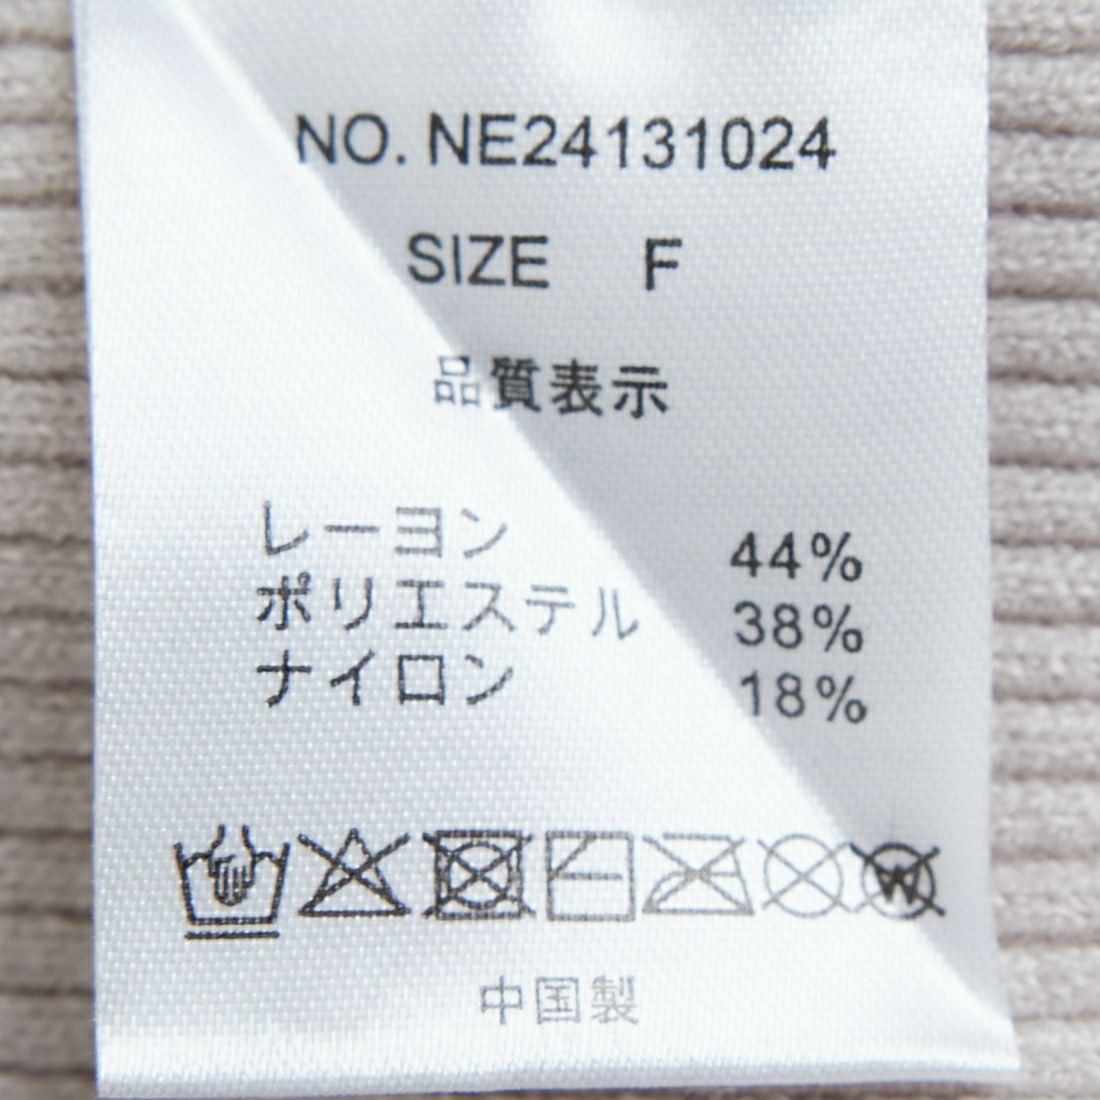 NO. NE24131024
SIZE F
品質表示
レーヨン 44%
ポリエステル 38%
ナイロン 18%
W
中国製